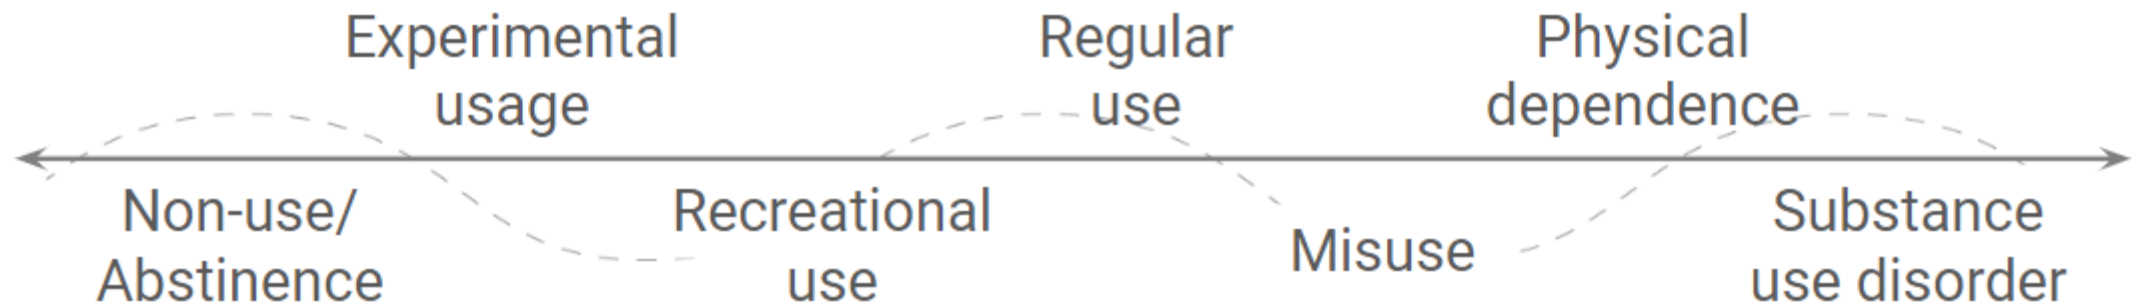 Experimental
usage
Regular
use
Physical
dependence
Non-use/
Abstinence
Recreational
use
Misuse
Substance
use disorder